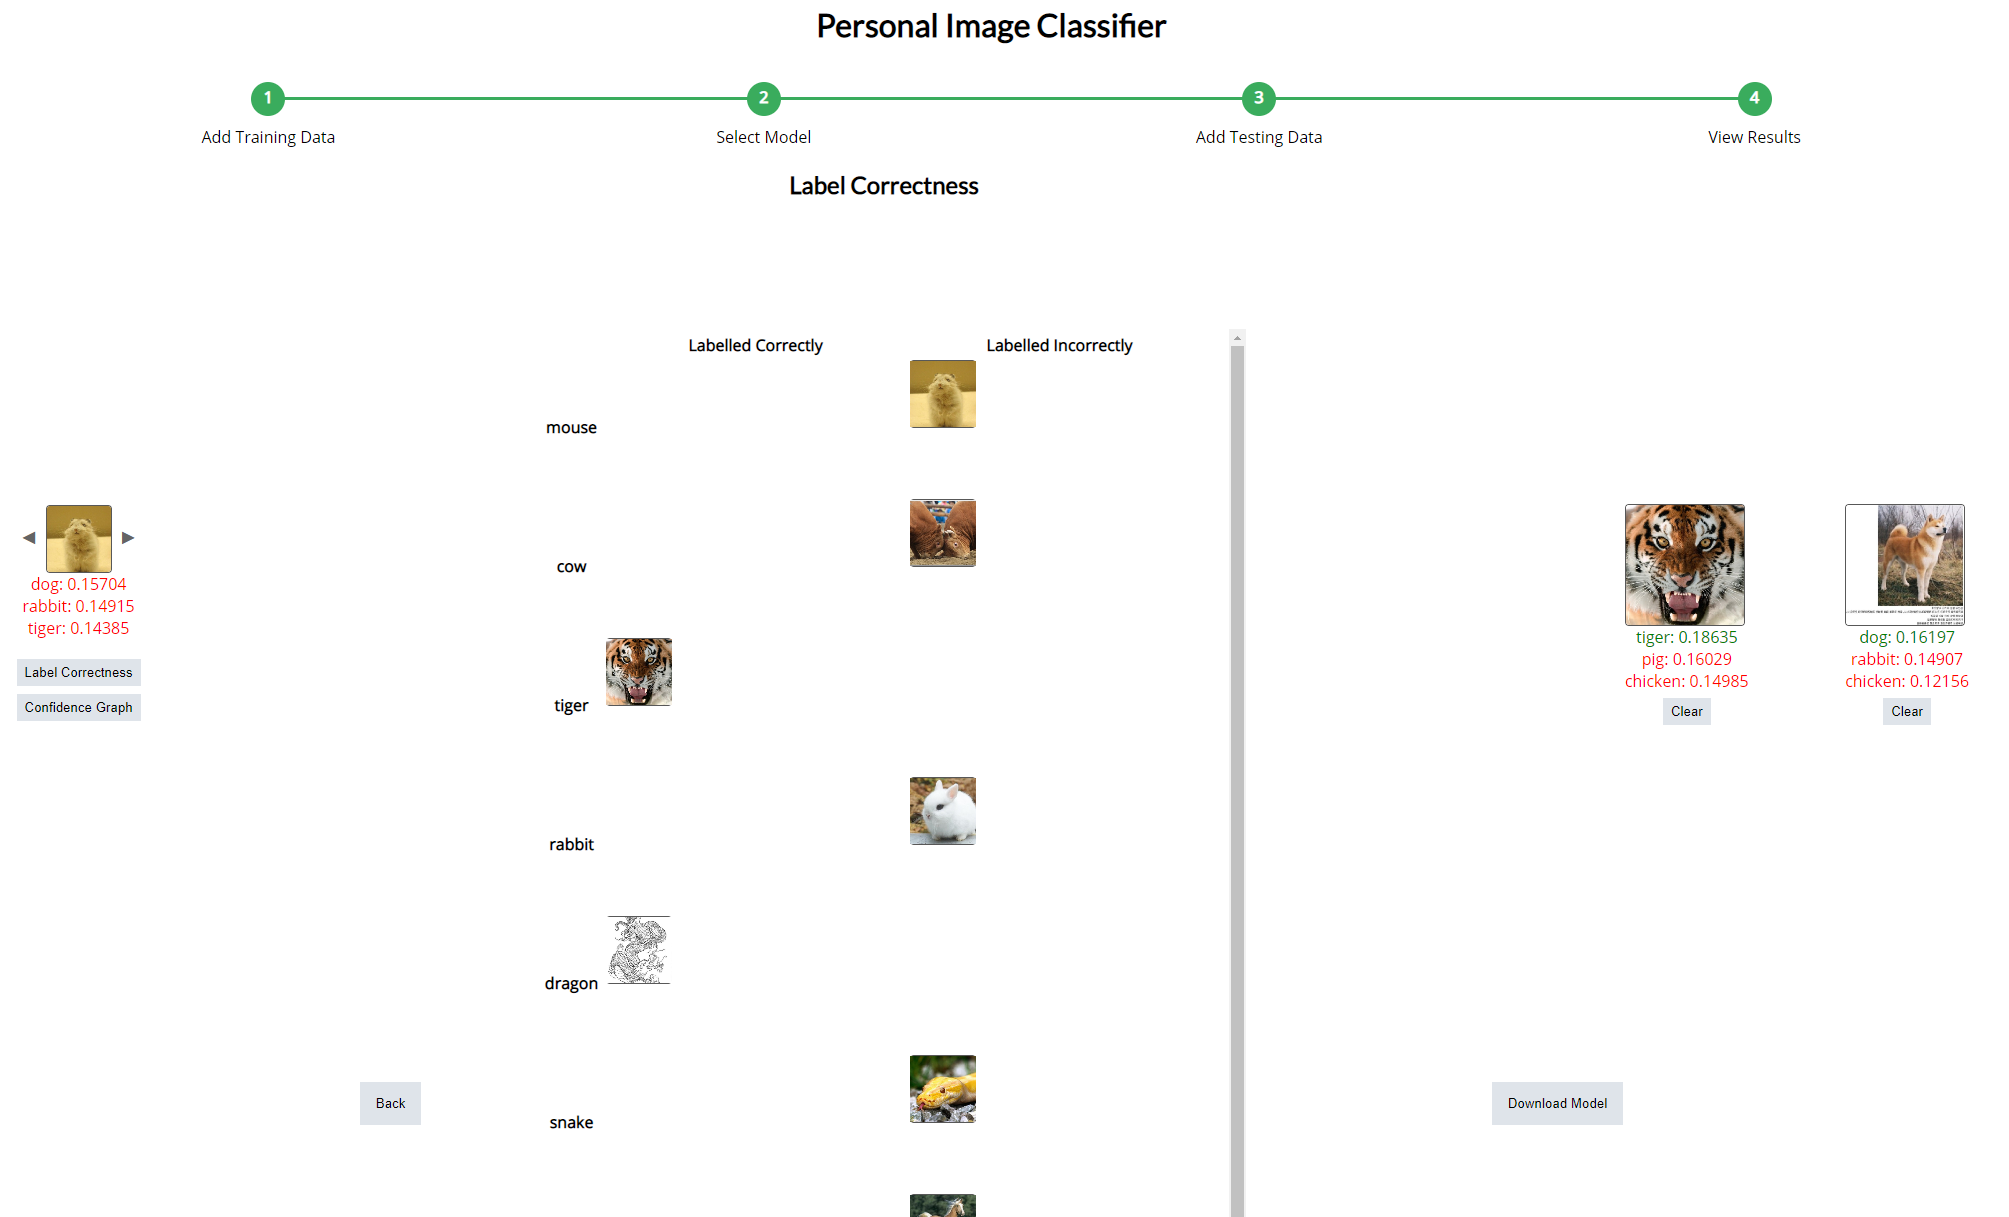 Personal Image Classifier
1
2
3
4
Add Training Data
Select Model
Add Testing Data
View Results
Label Correctness
Labelled Correctly
Labelled Incorrectly
mouse
cow
tiger
rabbit
dragon
snake
dog: 0.15704
rabbit: 0.14915
tiger: 0.14385
Label Correctness
Confidence Graph
tiger: 0.18635
pig: 0.16029
chicken: 0.14985
Clear
dog: 0.16197
rabbit: 0.14907
chicken: 0.12156
Clear
Back
Download Model